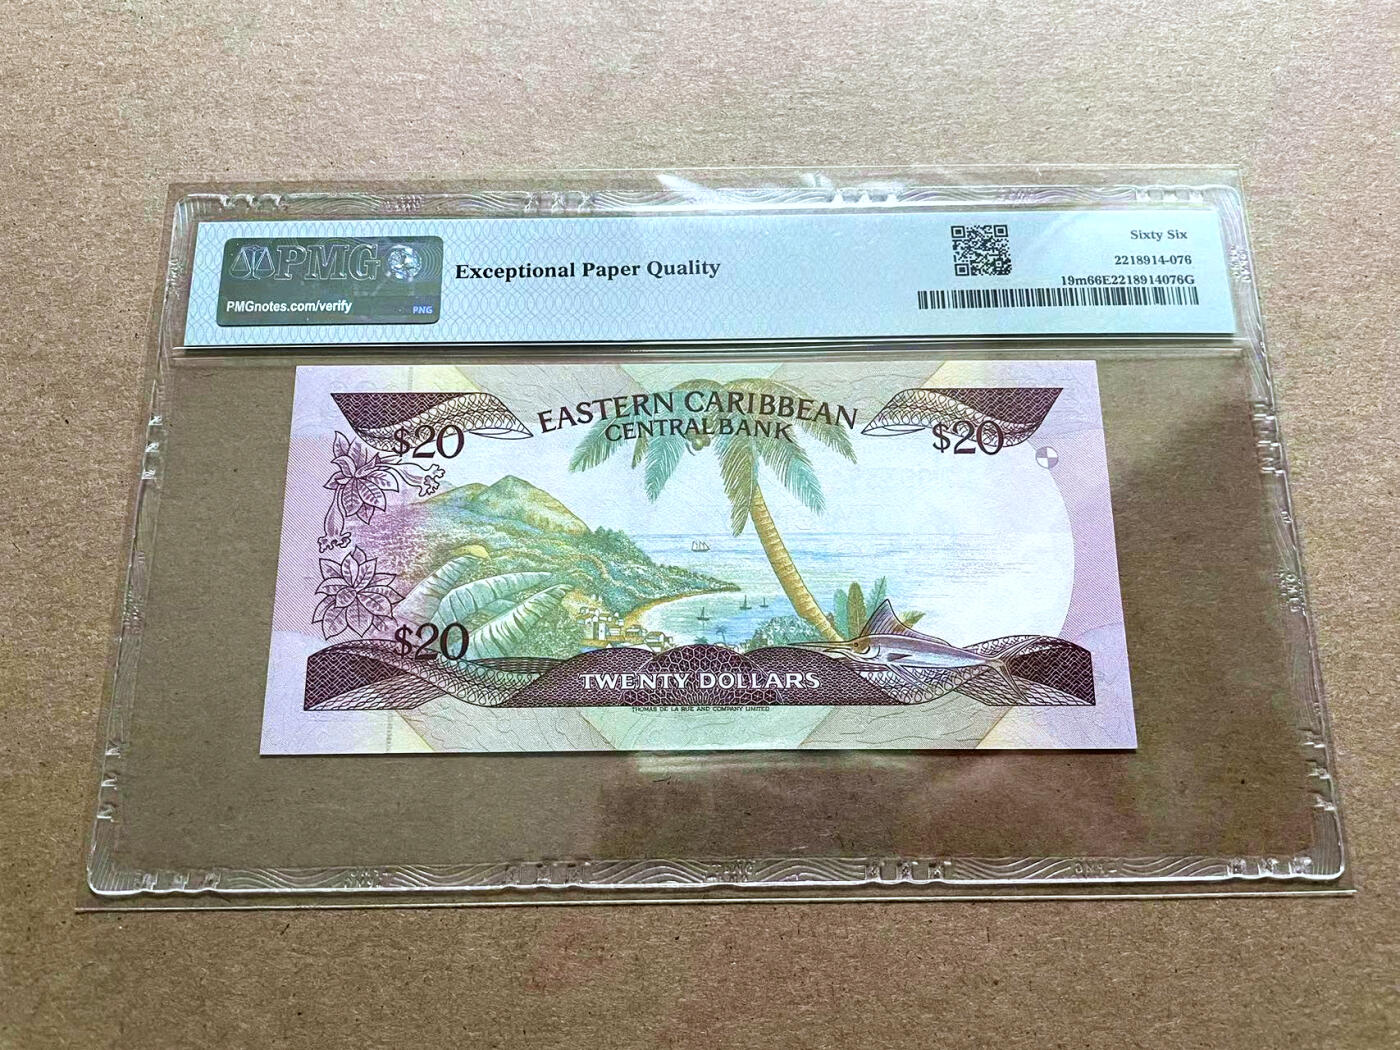 PMG
PMGnotes.com/verify
PNG
Exceptional Paper Quality
Sixty Six
2218914-076
19m66E2218914076G
EASTERN CARIBBEAN
CENTRAL BANK
$20
$20
$20
TWENTY DOLLARS
THOMAS DE LA RUE AND COMPANY LIMITED